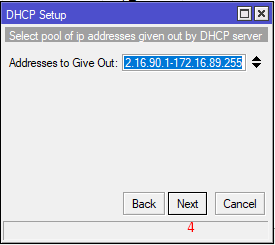 DHCP Setup
Select pool of ip addresses given out by DHCP server
Addresses to Give Out: 2.16.90.1-172.16.89.255
Back Next Cancel
4